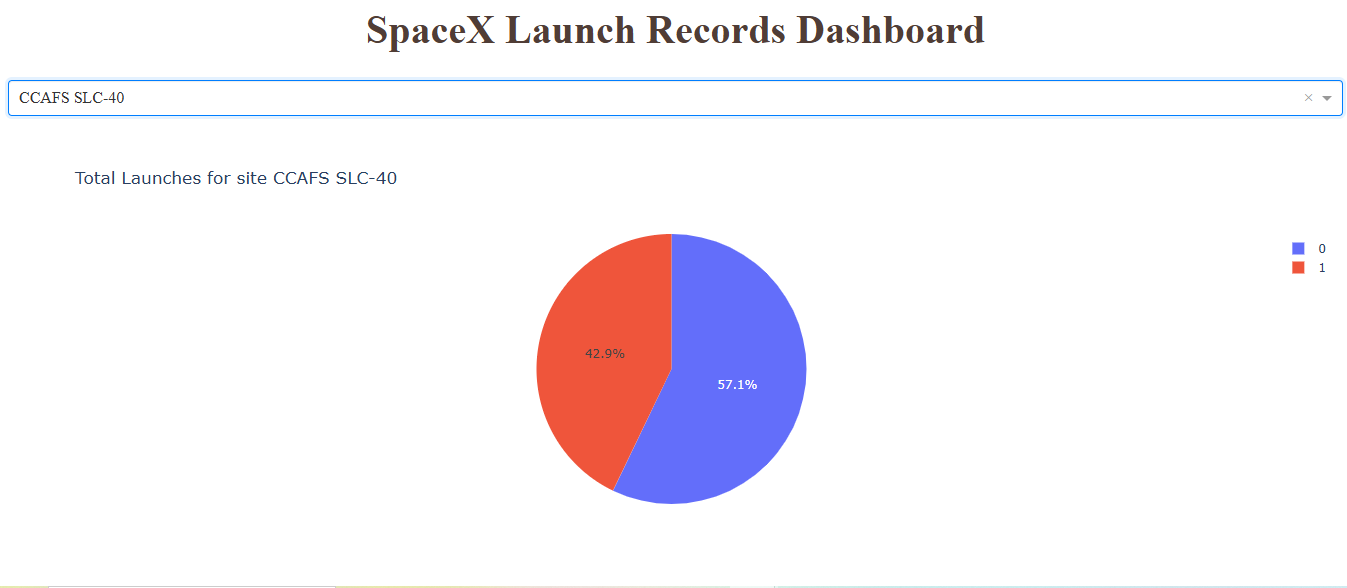 SpaceX Launch Records Dashboard
CCAFS SLC-40
×
Total Launches for site CCAFS SLC-40
0
1
42.9%
57.1%